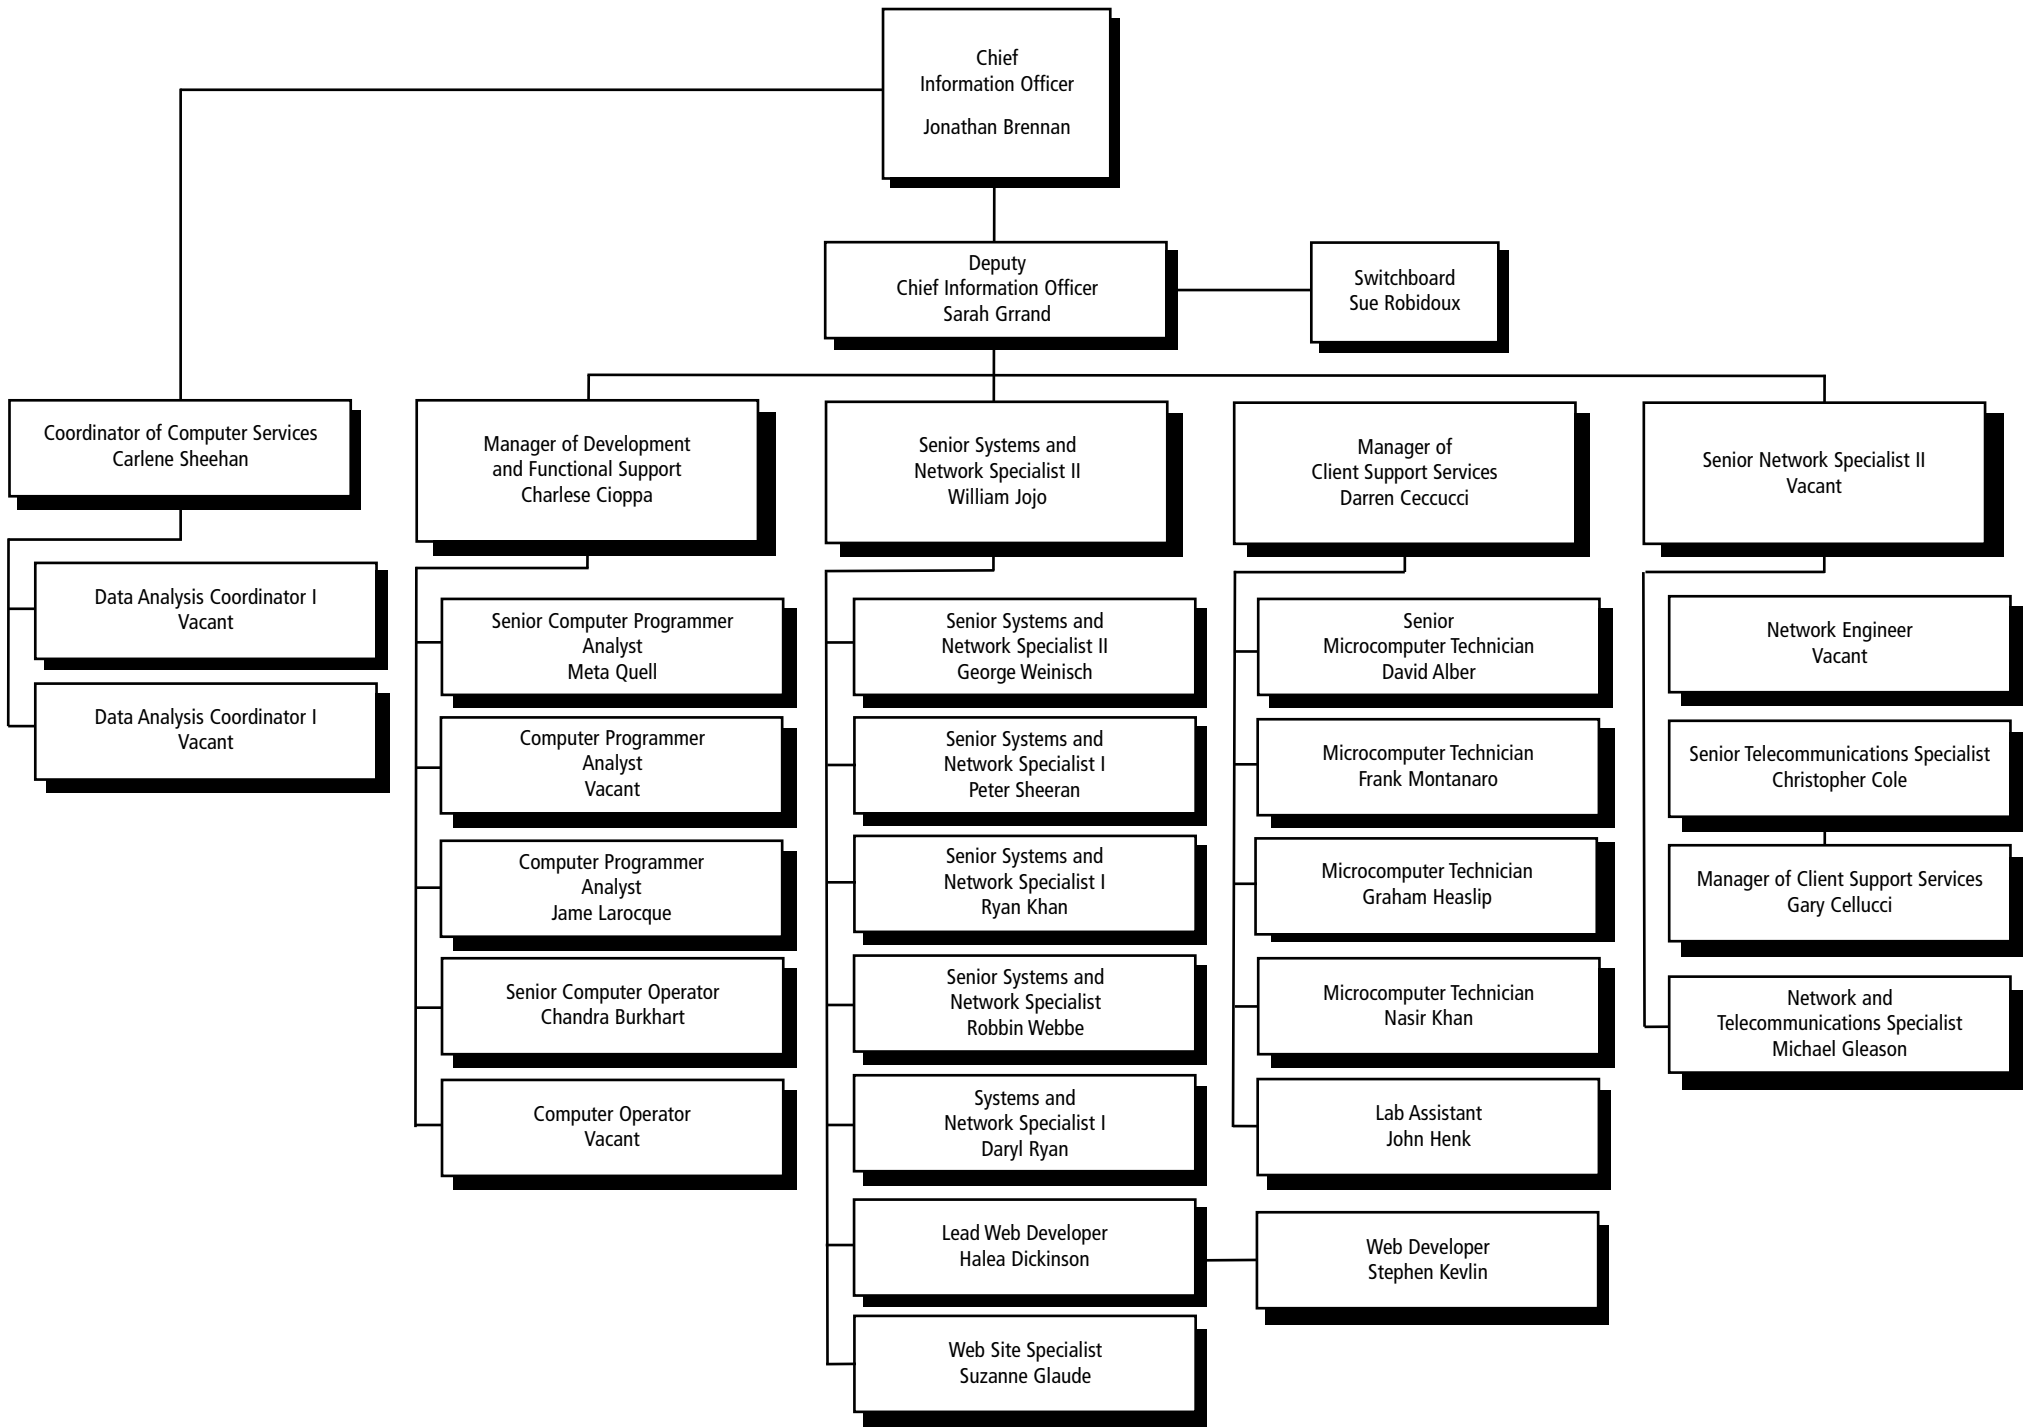 Chief
Information Officer
Jonathan Brennan
Deputy
Chief Information Officer
Sarah Grrand
Switchboard
Sue Robidoux
Coordinator of Computer Services
Carlene Sheehan
Data Analysis Coordinator I
Vacant
Data Analysis Coordinator I
Vacant
Manager of Development
and Functional Support
Charlese Cioppa
Senior Computer Programmer
Analyst
Meta Quell
Computer Programmer
Analyst
Vacant
Computer Programmer
Analyst
Jame Larocque
Senior Computer Operator
Chandra Burkhart
Computer Operator
Vacant
Senior Systems and
Network Specialist II
William Jojo
Senior Systems and
Network Specialist II
George Weinisch
Senior Systems and
Network Specialist I
Peter Sheeran
Senior Systems and
Network Specialist I
Ryan Khan
Senior Systems and
Network Specialist
Robbin Webbe
Systems and
Network Specialist I
Daryl Ryan
Lead Web Developer
Halea Dickinson
Web Developer
Stephen Kevlin
Web Site Specialist
Suzanne Glaude
Manager of
Client Support Services
Darren Ceccucci
Senior
Microcomputer Technician
David Alber
Microcomputer Technician
Frank Montanaro
Microcomputer Technician
Graham Heaslip
Microcomputer Technician
Nasir Khan
Lab Assistant
John Henk
Senior Network Specialist II
Vacant
Network Engineer
Vacant
Senior Telecommunications Specialist
Christopher Cole
Manager of Client Support Services
Gary Cellucci
Network and
Telecommunications Specialist
Michael Gleason